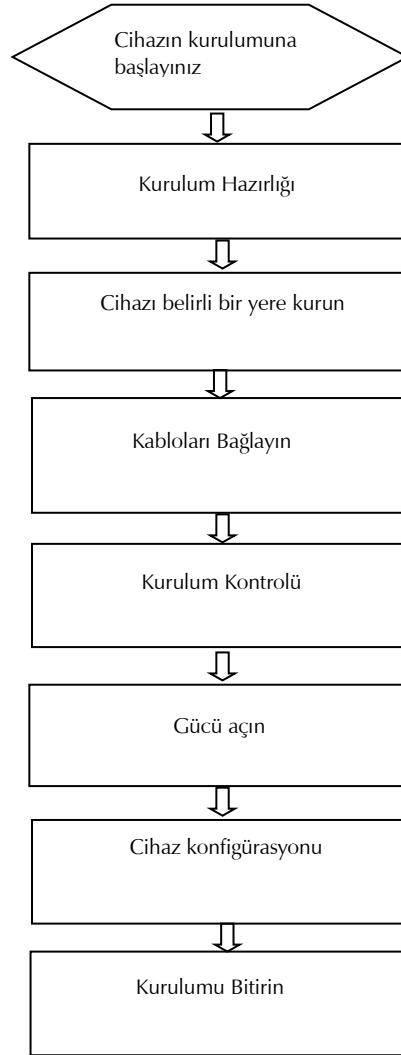 Cihazın kurulumuna
başlayınız
Kurulum Hazırlığı
Cihazı belirli bir yere kurun
Kabloları Bağlayın
Kurulum Kontrolü
Gücü açın
Cihaz konfigürasyonu
Kurulumu Bitirin